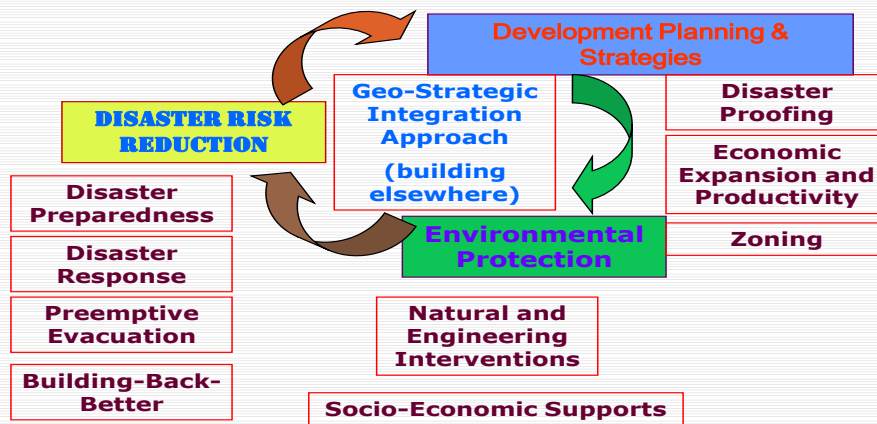 Development Planning &
Strategies
Geo-Strategic
Integration
Approach
(building
elsewhere)
Disaster
Proofing
DISASTER RISK
REDUCTION
Economic
Expansion and
Productivity
Disaster
Preparedness
Environmental
Protection
Zoning
Disaster
Response
Preemptive
Evacuation
Natural and
Engineering
Interventions
Building-Back-
Better
Socio-Economic Supports